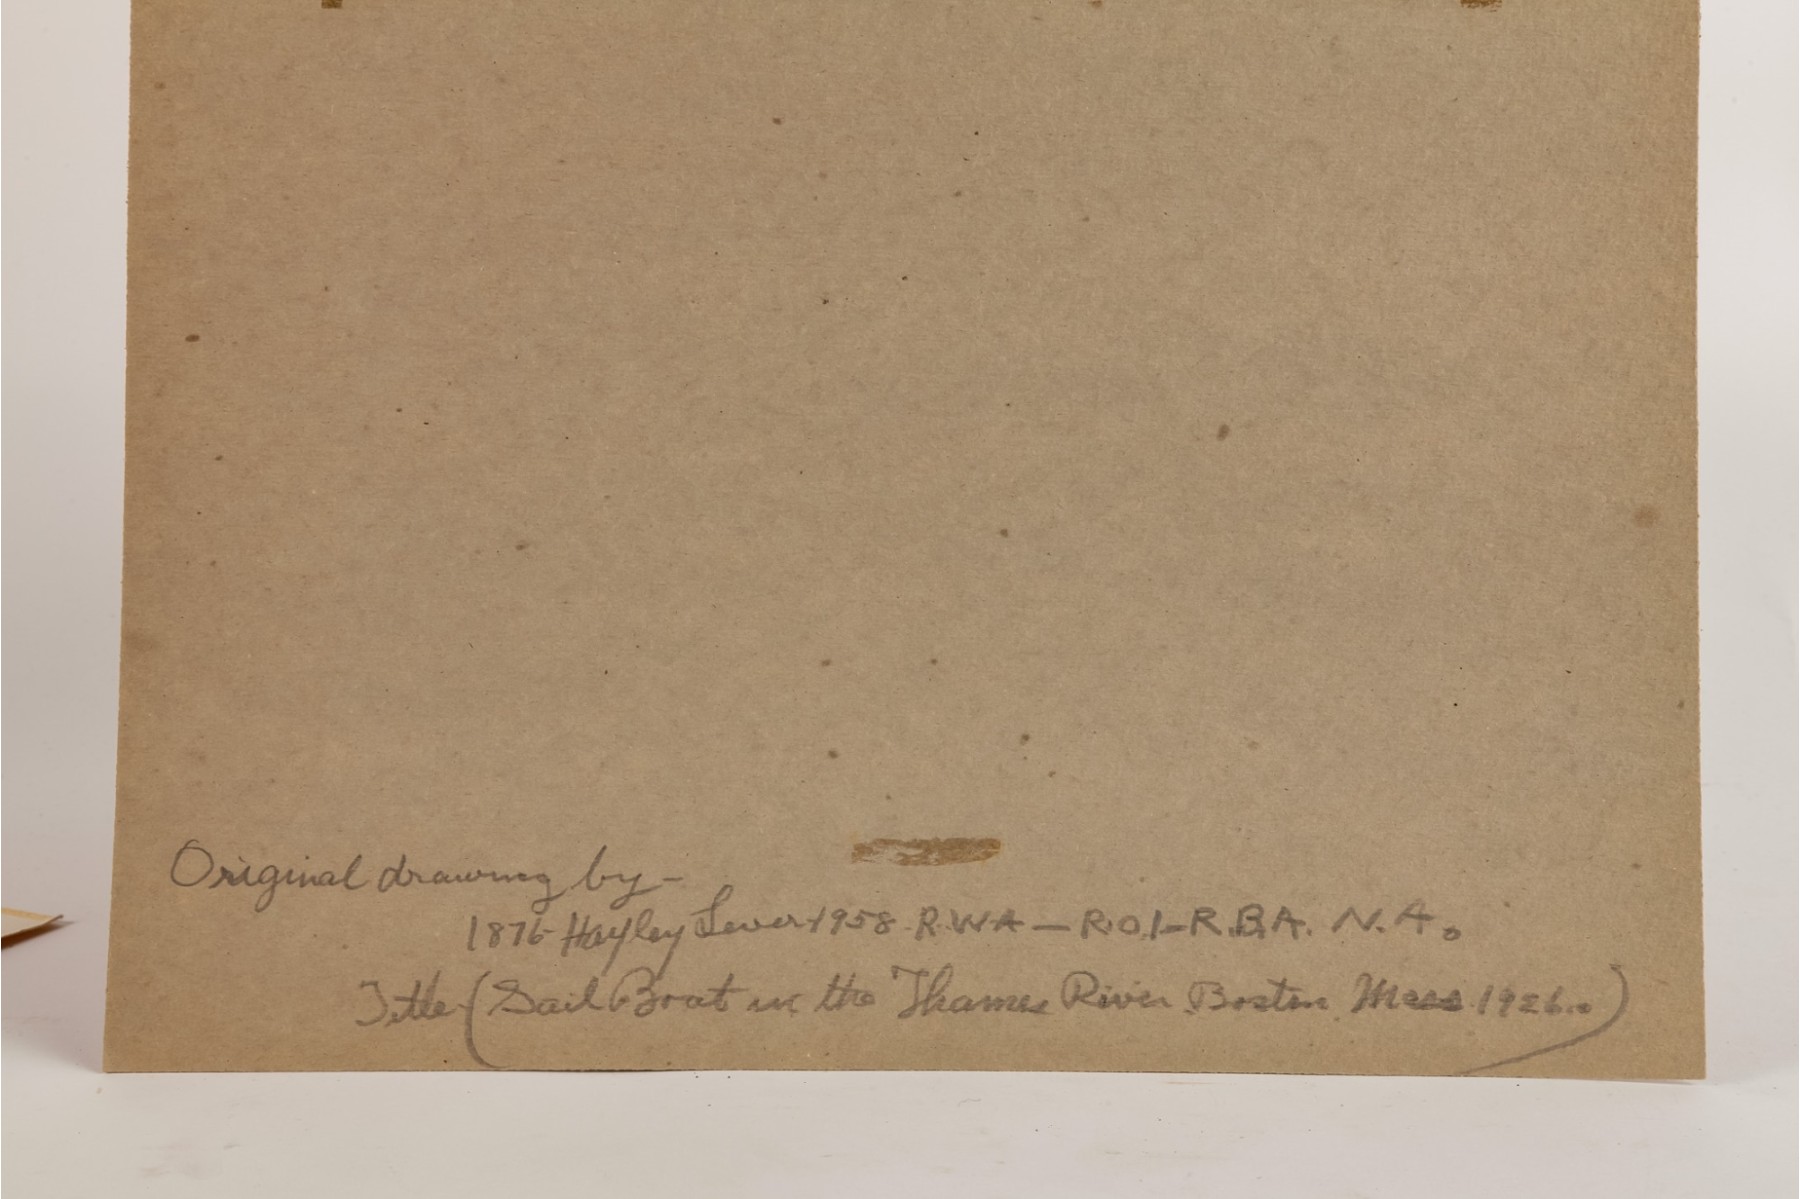 Original drawing by-
1876 Hayley Lever 1958. R.W.A - R.O.I- R.B.A. N.A.
Title (Sail Boat in the Thames River Boston Mass 1926..)